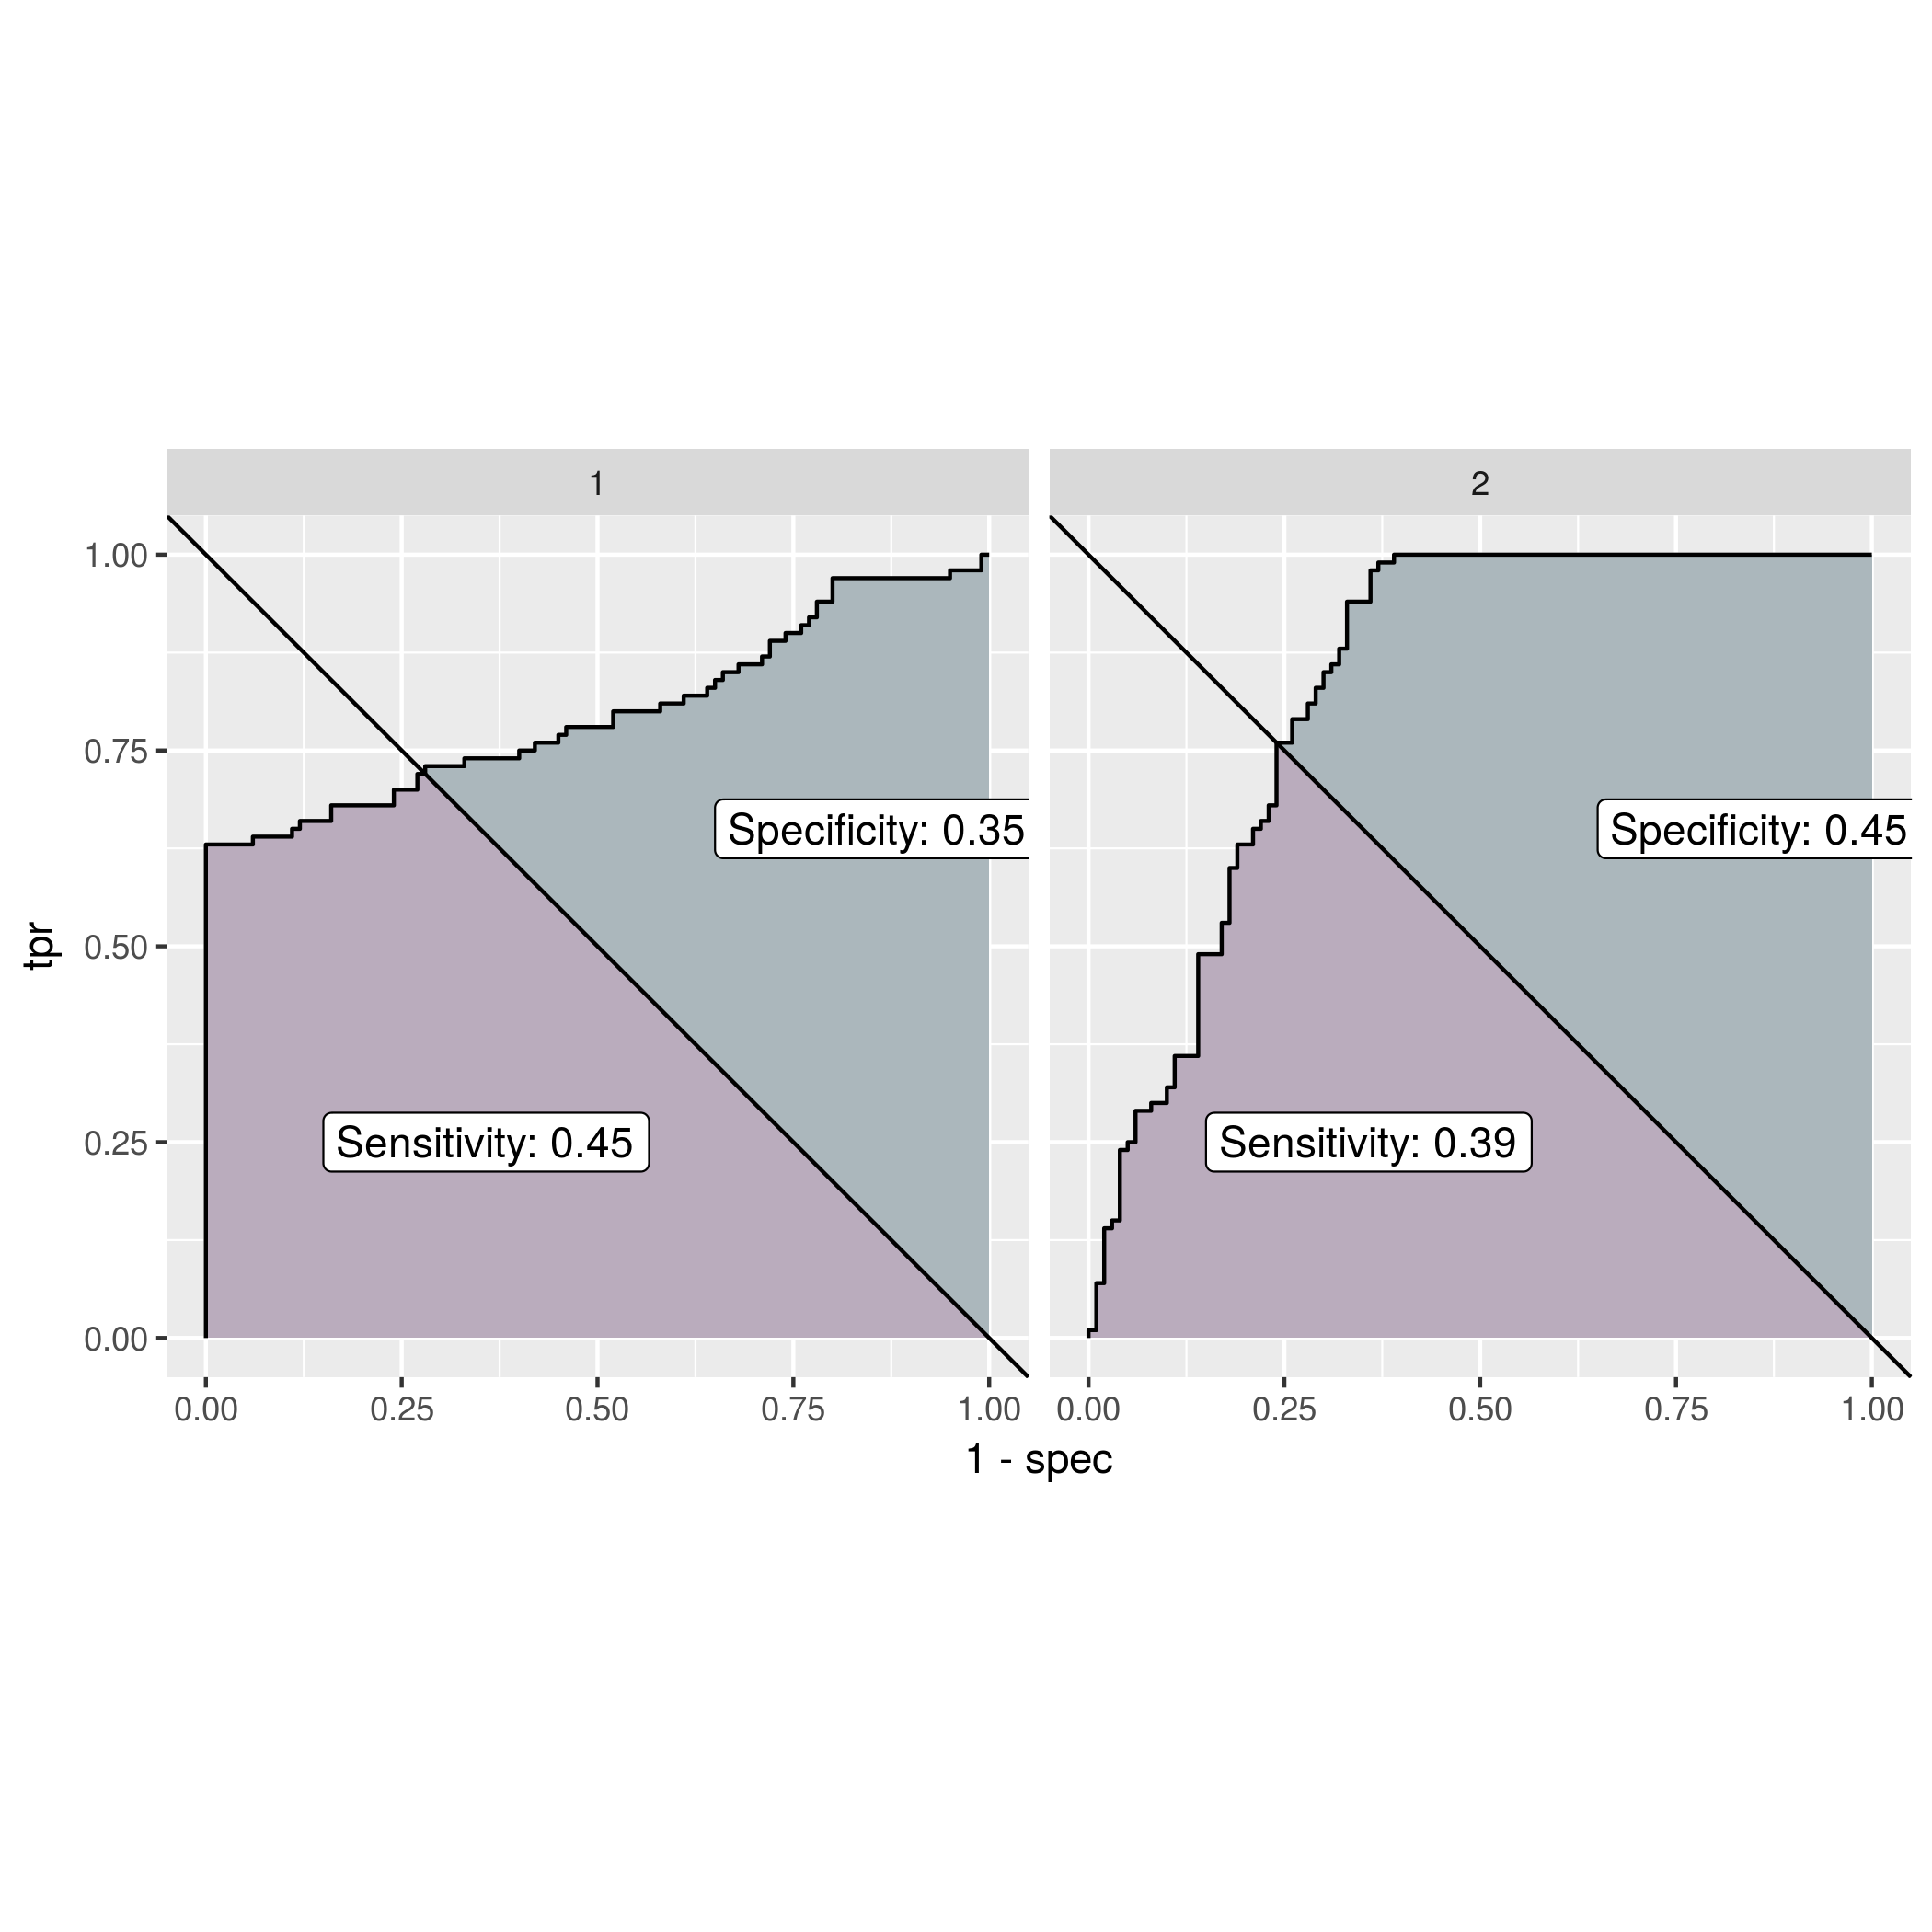 1
2
1.00
0.75
0.50
0.25
0.00
tpr
Specificity: 0.35
Sensitivity: 0.45
Specificity: 0.45
Sensitivity: 0.39
0.00 0.25 0.50 0.75 1.00
0.00 0.25 0.50 0.75 1.00
1 - spec